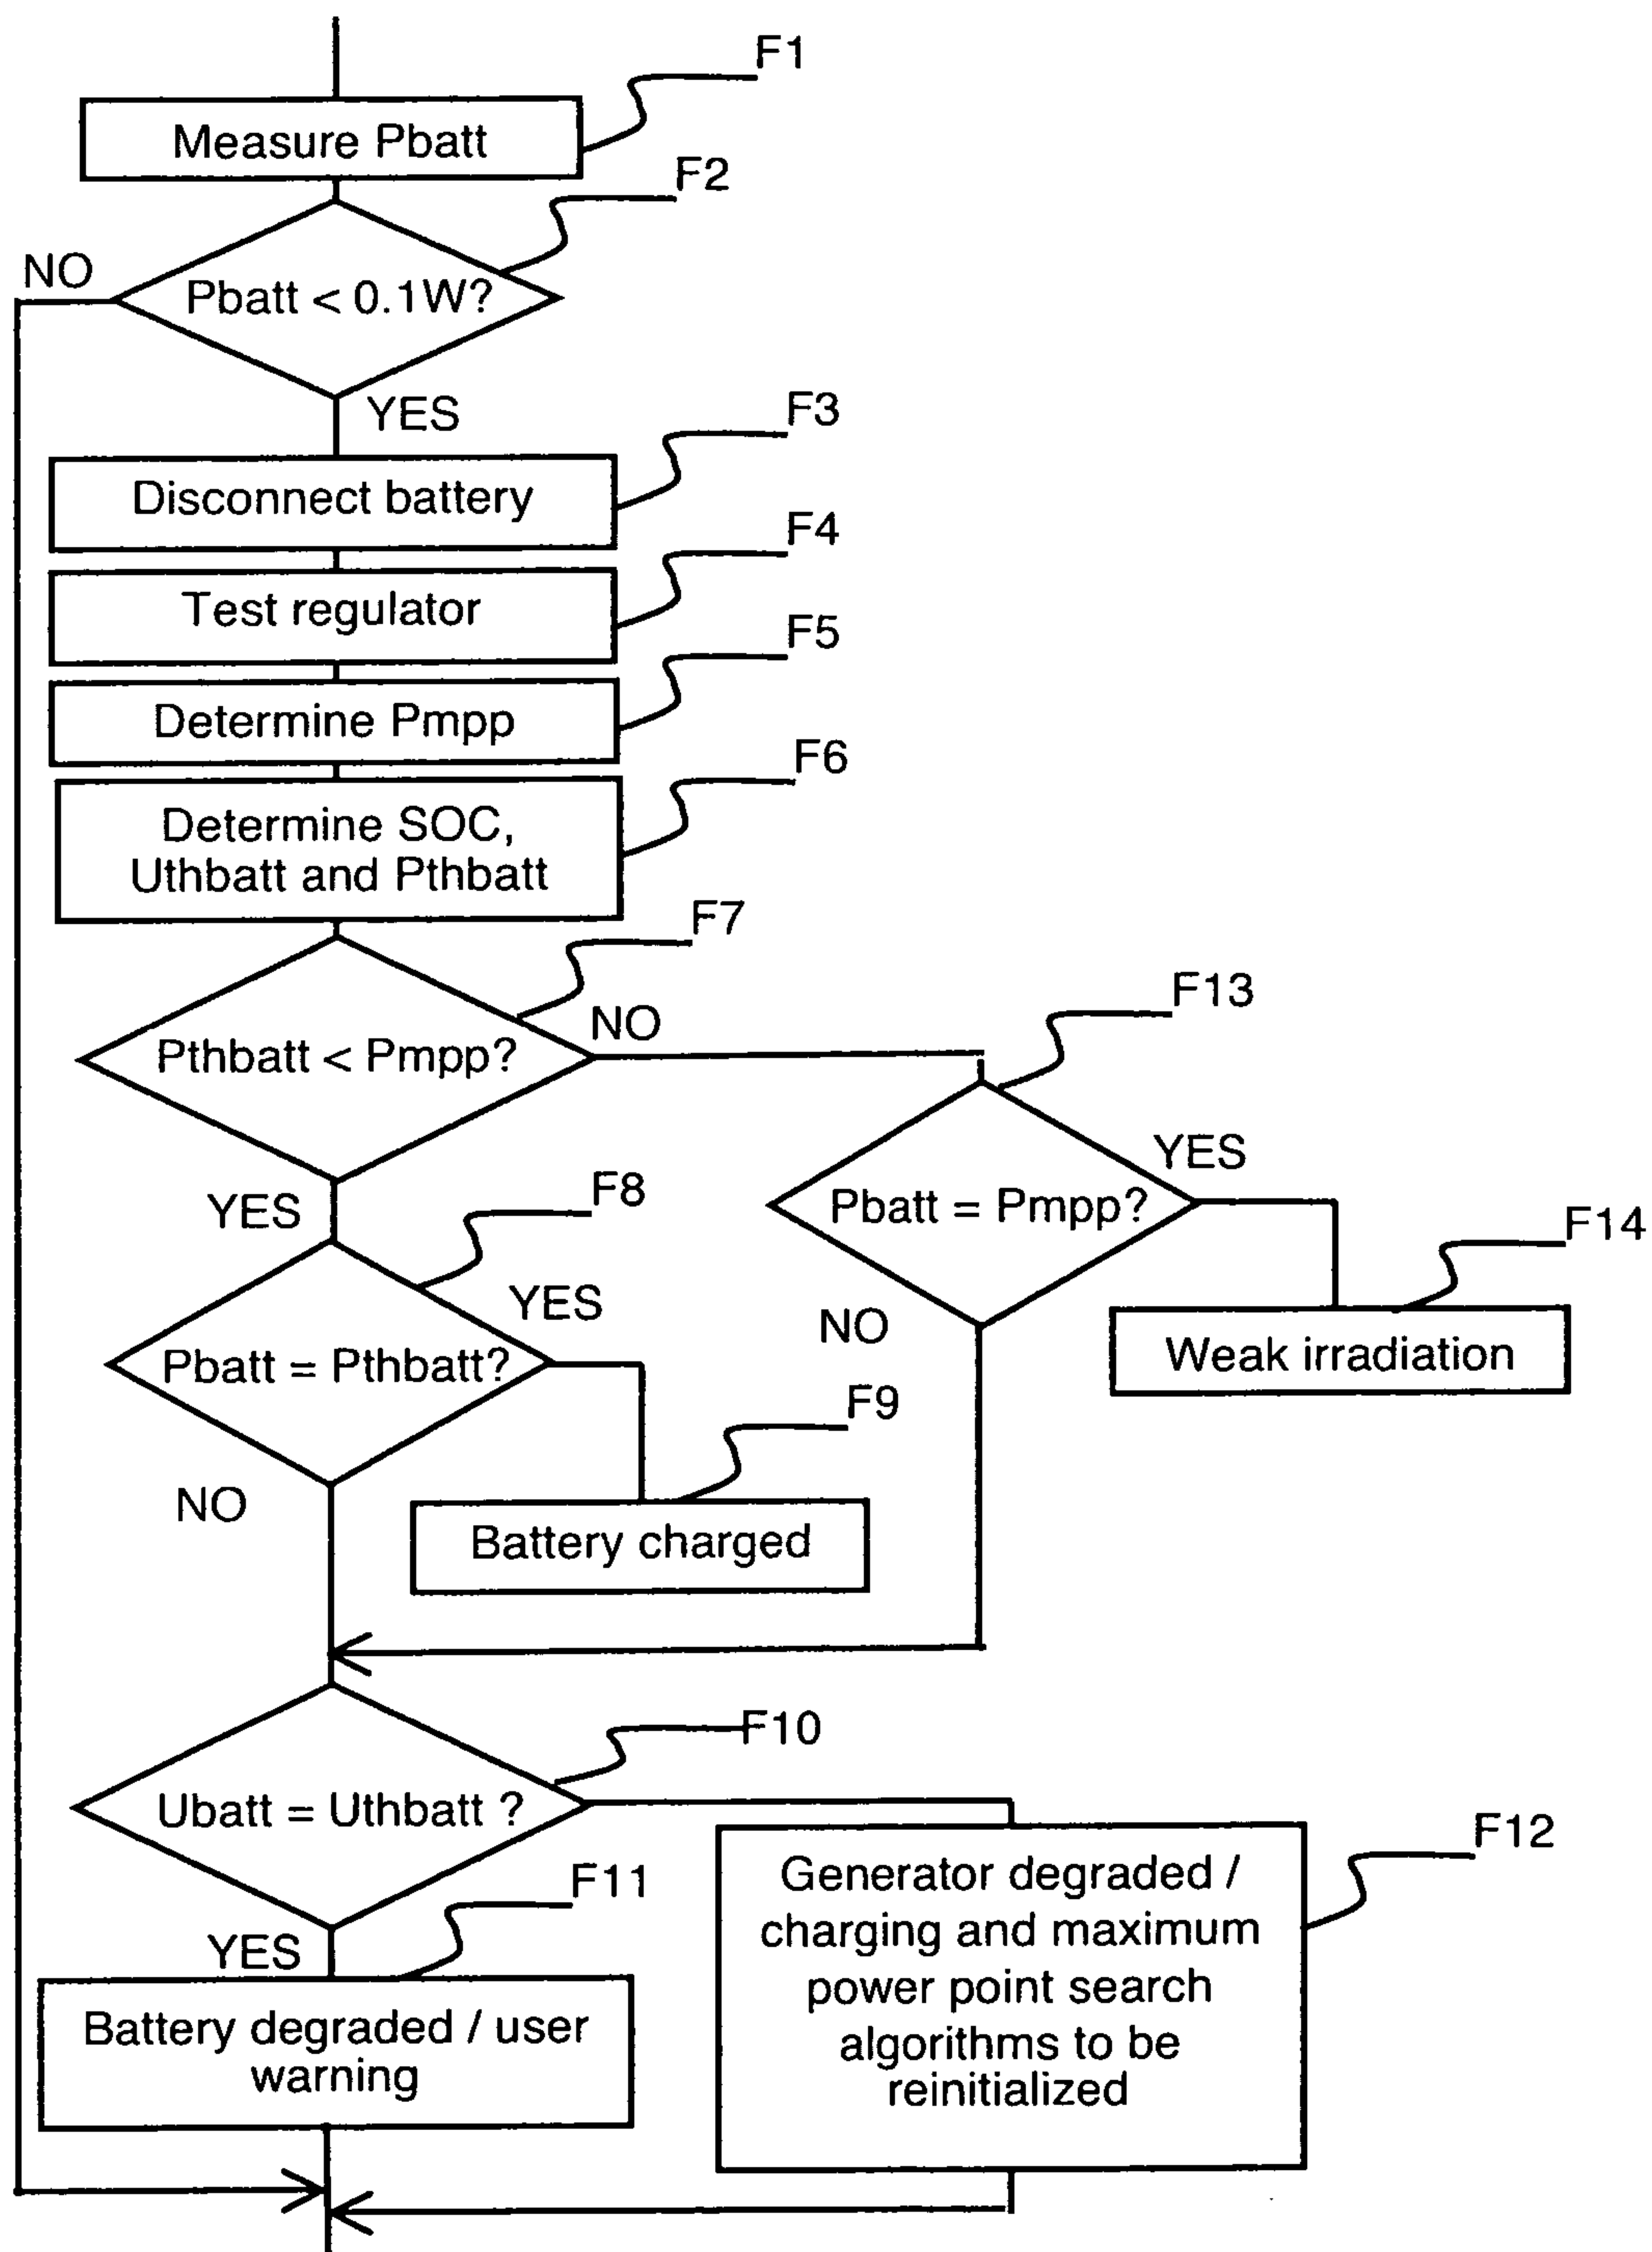 F1
Measure Pbatt
F2
NO
Pbatt < 0.1W?
YES
F3
Disconnect battery
F4
Test regulator
F5
Determine Pmpp
F6
Determine SOC,
Uthbatt and Pthbatt
F7
NO
Pthbatt < Pmpp?
F13
YES
Pbatt = Pmpp?
NO
F14
Weak irradiation
YES
F8
YES
Pbatt = Pthbatt?
F9
NO
Battery charged
F10
Ubatt = Uthbatt ?
F12
Generator degraded /
charging and maximum
power point search
algorithms to be
reinitialized
F11
YES
Battery degraded / user
warning